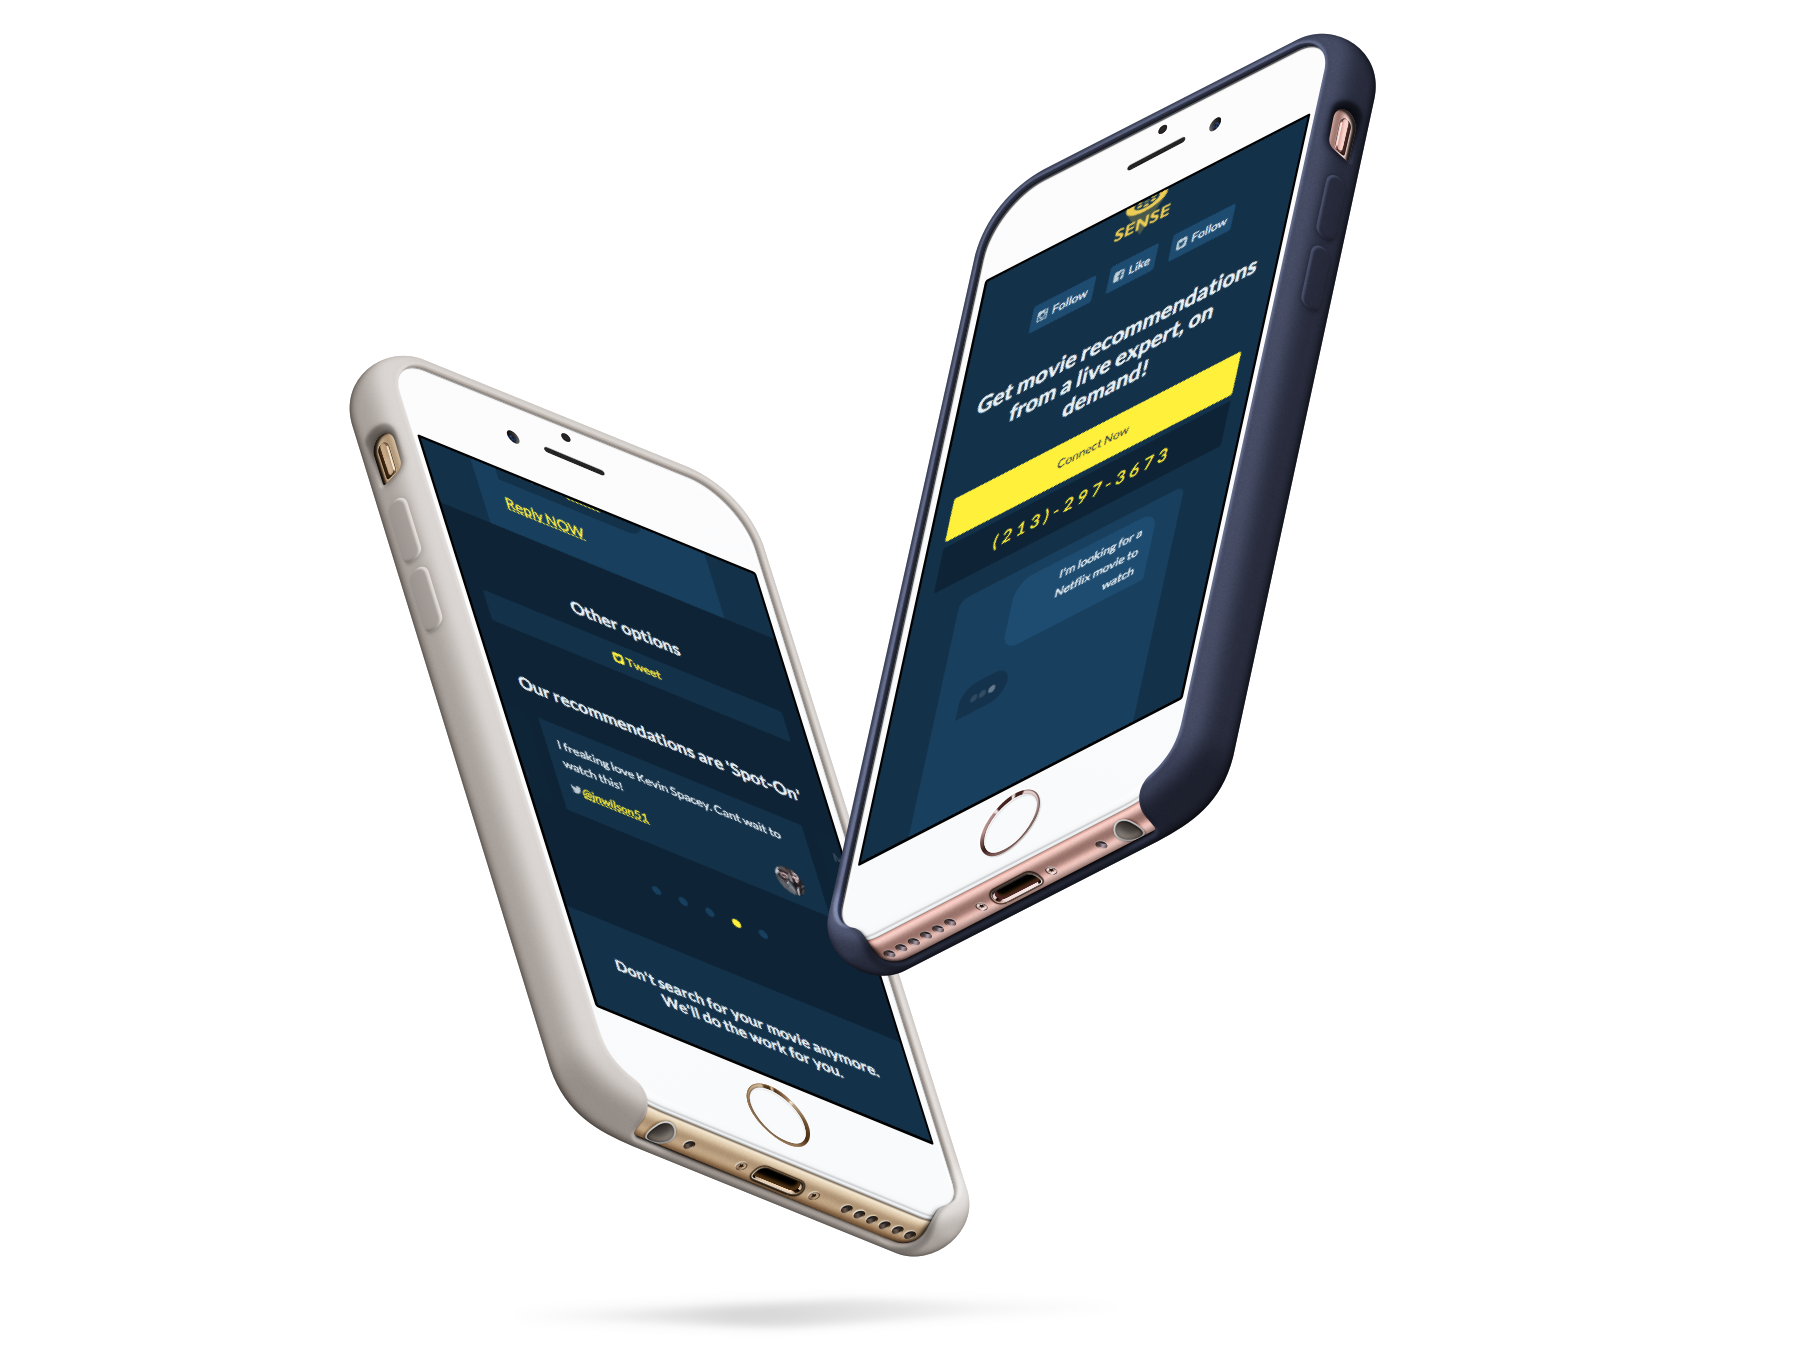 Reply NOW
Other options
Tweet
Our recommendations are 'Spot-On'
I freaking love Kevin Spacey. Cant wait to
watch this!
@jnwilson51
Don't search for your movie anymore.
We'll do the work for you.
SENSE
Follow
Like
Follow
Get movie recommendations
from a live expert, on
demand!
Connect Now
(213)-297-3673
I'm looking for a
Netflix movie to
watch